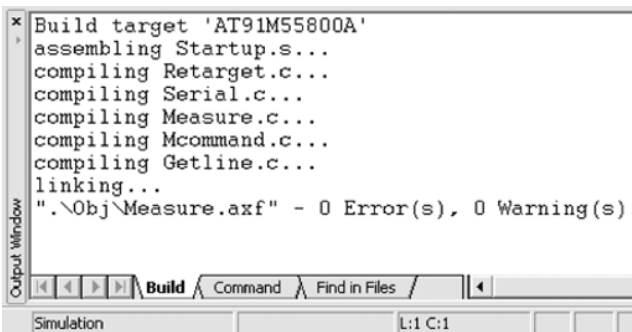 Build target 'AT91M55800A'
assembling Startup.s...
compiling Retarget.c...
compiling Serial.c...
compiling Measure.c...
compiling Mcommand.c...
compiling Getline.c...
linking...
".\Obj\Measure.axf" - 0 Error(s), 0 Warning(s)
Output Window
Build Command Find in Files
Simulation L:1 C:1